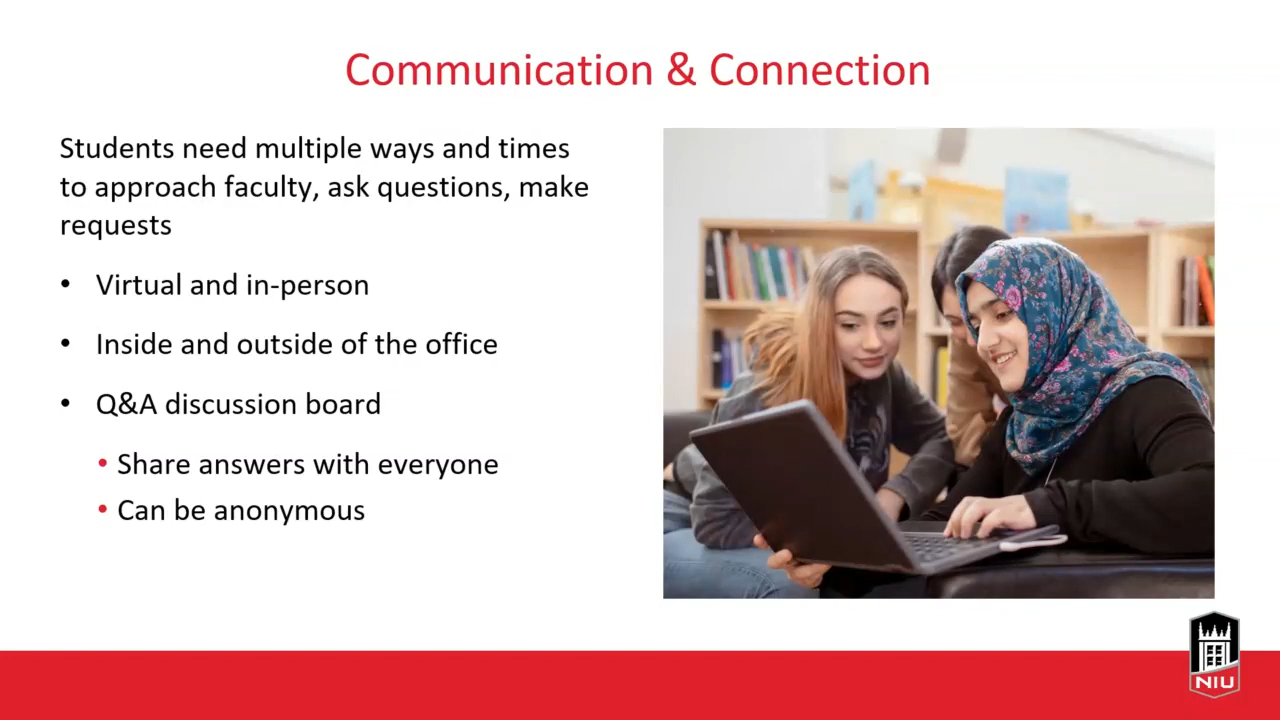 Communication & Connection
Students need multiple ways and times
to approach faculty, ask questions, make
requests
• Virtual and in-person
• Inside and outside of the office
• Q&A discussion board
• Share answers with everyone
• Can be anonymous
NIU